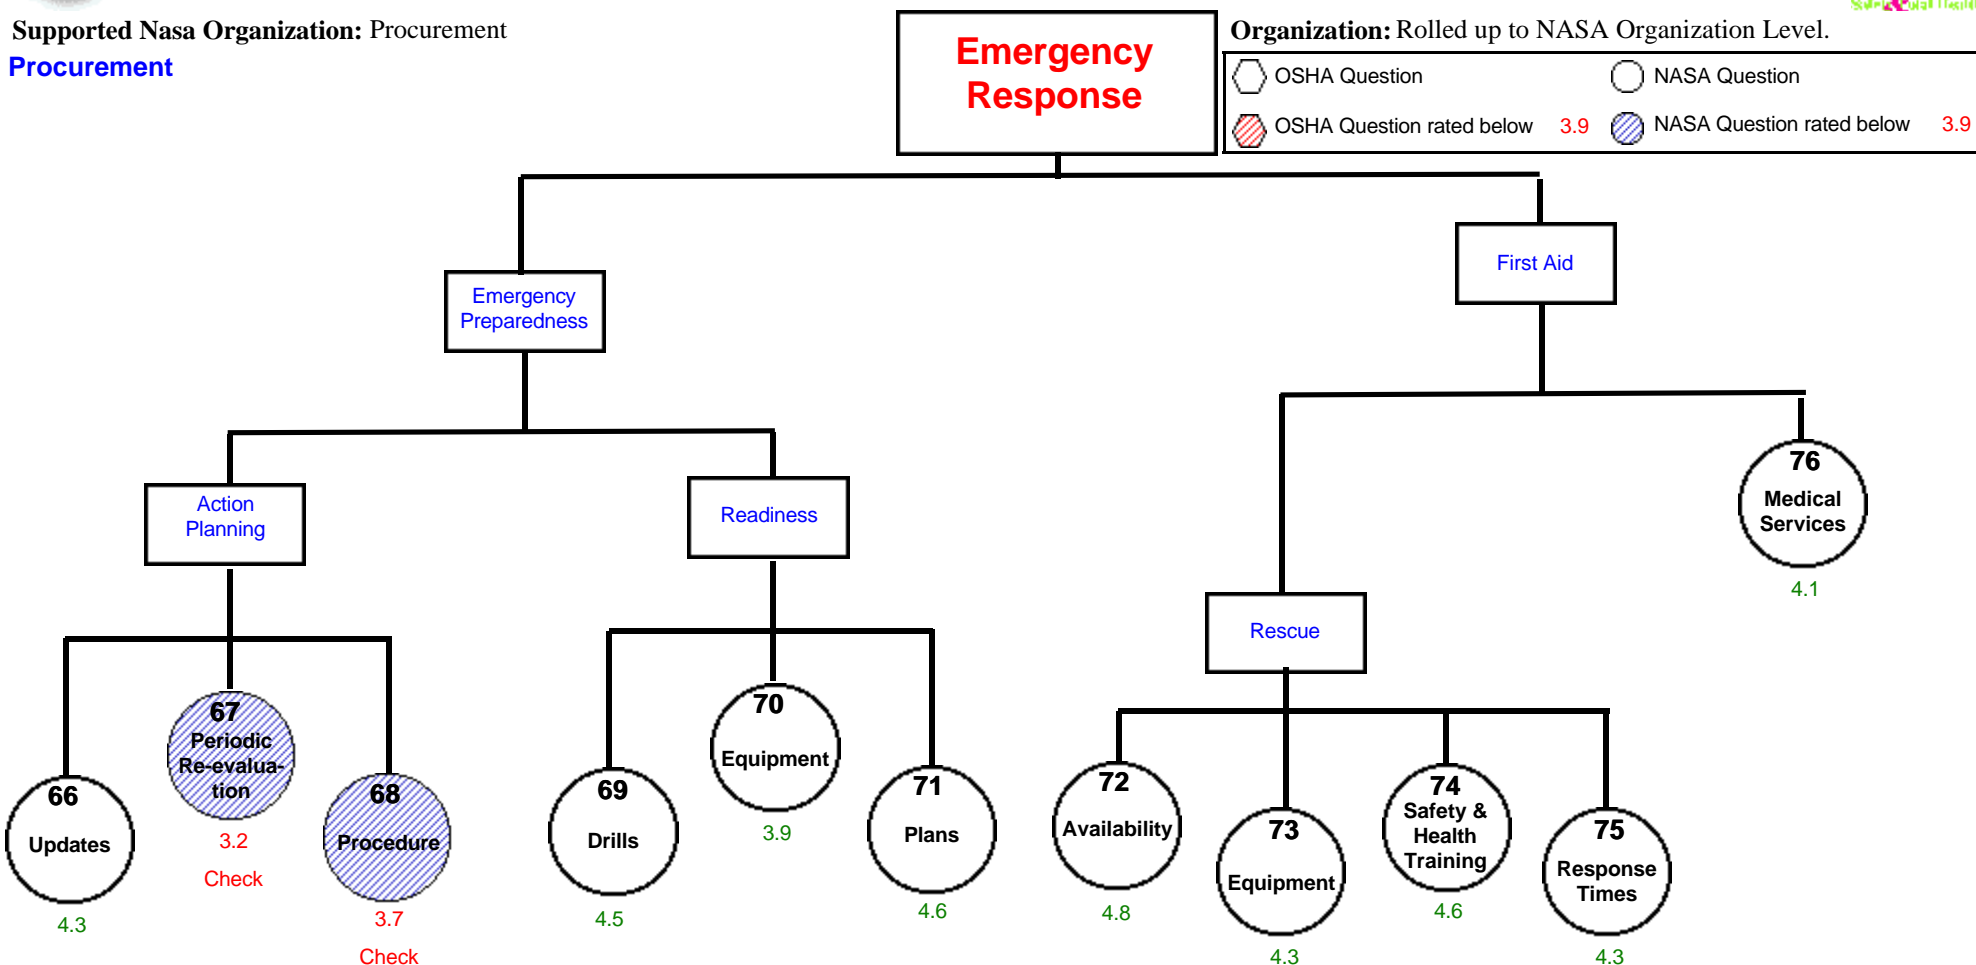 Supported Nasa Organization: Procurement
Procurement
Emergency
Response
Organization: Rolled up to NASA Organization Level.
OSHA Question
NASA Question
OSHA Question rated below 3.9
NASA Question rated below 3.9
First Aid
Emergency
Preparedness
Action
Planning
Readiness
Rescue
76
Medical
Services
4.1
66
Updates
4.3
67
Periodic
Re-evalua-
tion
3.2
Check
68
Procedure
3.7
Check
69
Drills
4.5
70
Equipment
3.9
71
Plans
4.6
72
Availability
4.8
73
Equipment
4.3
74
Safety &
Health
Training
4.6
75
Response
Times
4.3